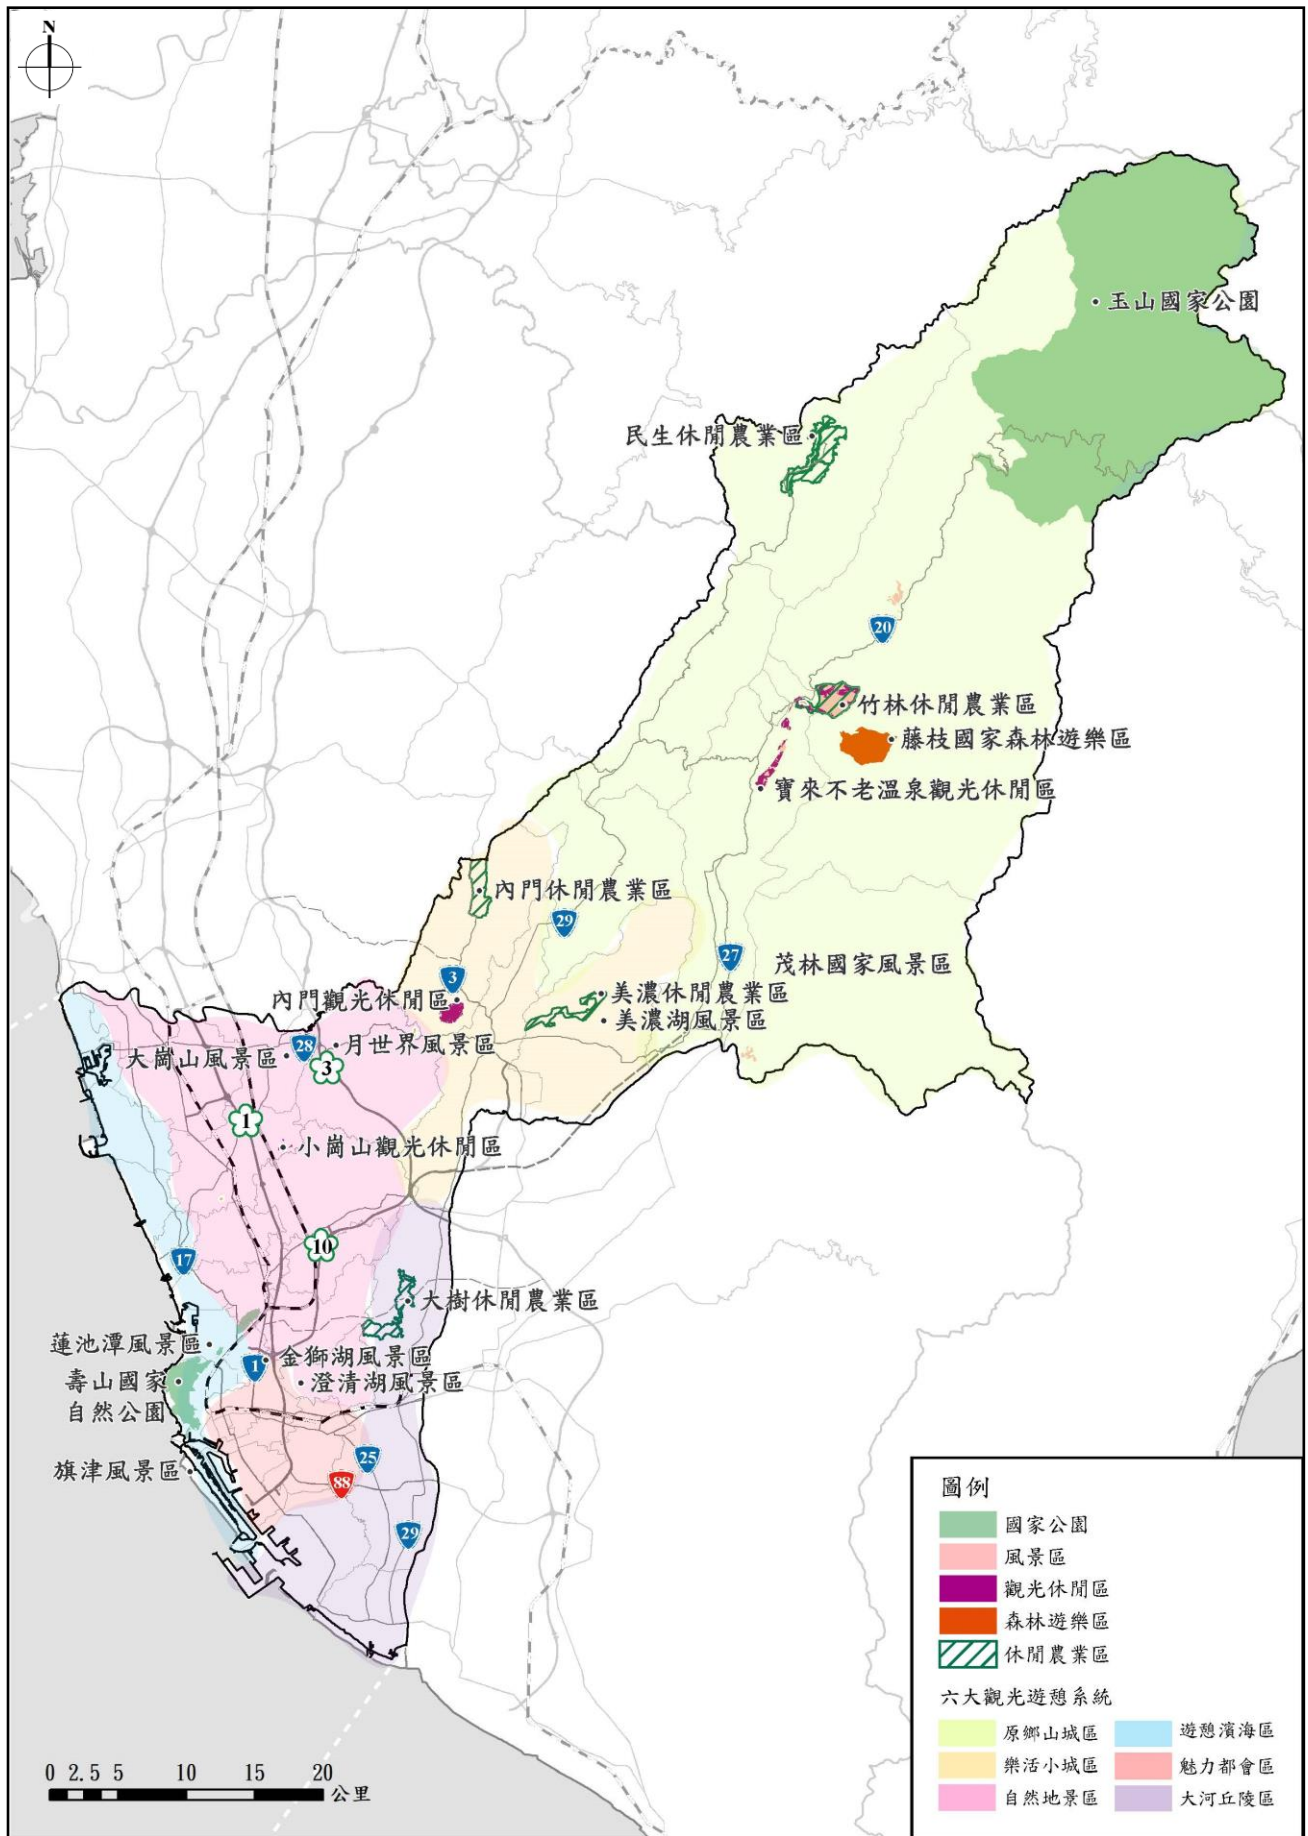 N
玉山國家公園
民生休閒農業區
20
竹林休閒農業區
藤枝國家森林遊樂區
寶來不老溫泉觀光休閒區
內門休閒農業區
29
27
茂林國家風景區
3
內門觀光休閒區
美濃休閒農業區
美濃湖風景區
28
月世界風景區
大崗山風景區
3
1
小崗山觀光休閒區
10
17
大樹休閒農業區
蓮池潭風景區
金獅湖風景區
1
壽山國家
自然公園
澄清湖風景區
旗津風景區
25
88
29
圖例
國家公園
風景區
觀光休閒區
森林遊樂區
休閒農業區
六大觀光遊憩系統
原鄉山城區
遊憩濱海區
樂活小城區
魅力都會區
自然地景區
大河丘陵區
0 2.5 5 10 15 20
公里